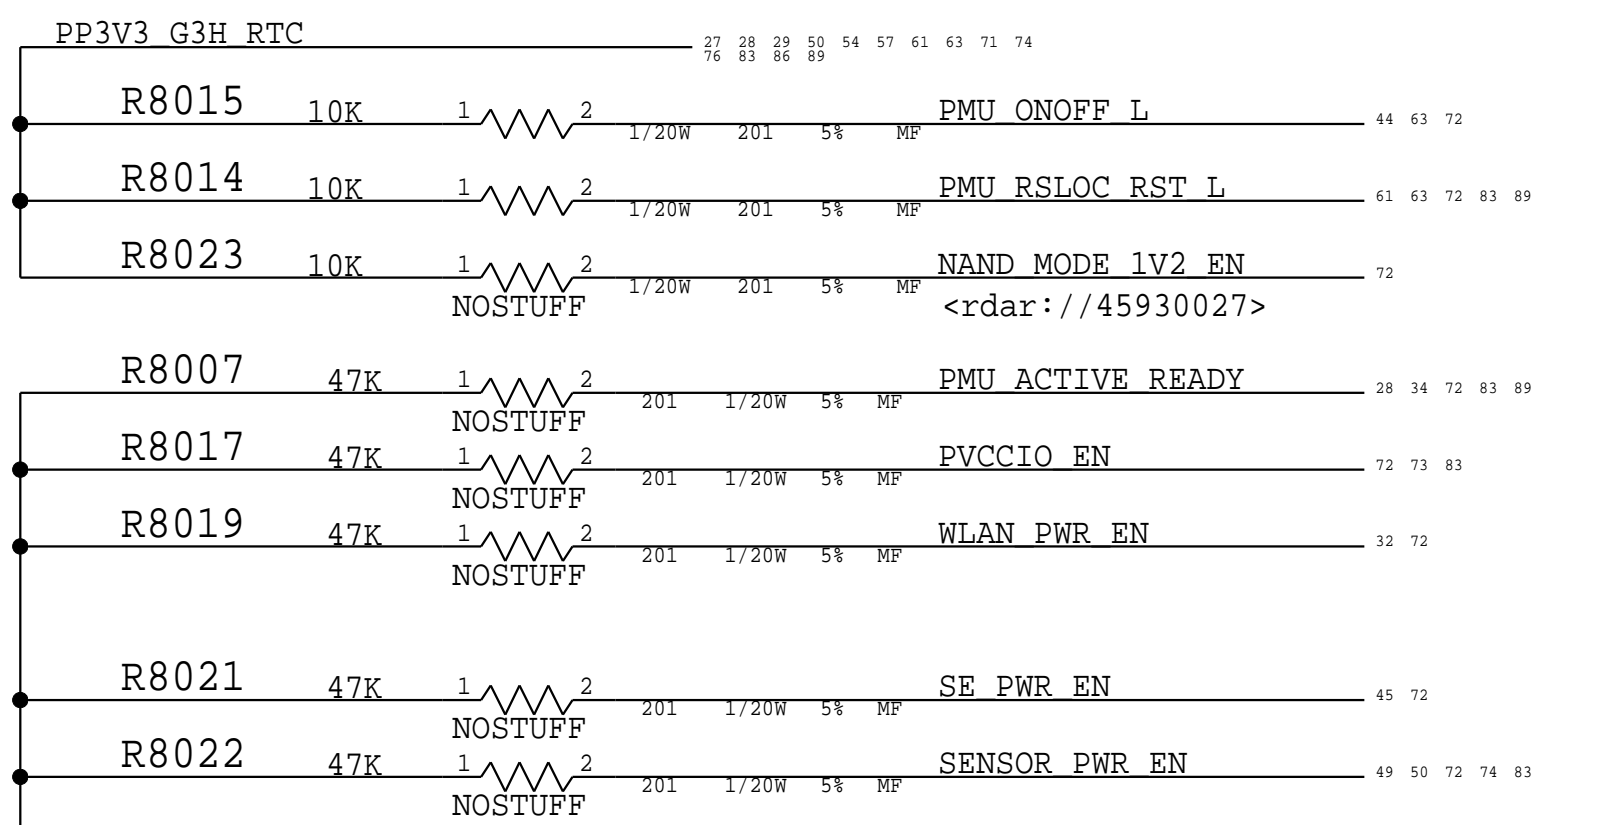 PP3V3_G3H_RTC 27 28 29 50 54 57 61 63 71 74
76 83 86 89
R8015 10K 1 2 1/20W 201 5% MF PMU_ONOFF_L 44 63 72
R8014 10K 1 2 1/20W 201 5% MF PMU_RSLOC_RST_L 61 63 72 83 89
R8023 10K 1 2 1/20W 201 5% MF NAND_MODE_1V2_EN 72
NOSTUFF <rdar://45930027>
R8007 47K 1 2 201 1/20W 5% MF PMU_ACTIVE_READY 28 34 72 83 89
NOSTUFF
R8017 47K 1 2 201 1/20W 5% MF PVCCIO_EN 72 73 83
NOSTUFF
R8019 47K 1 2 201 1/20W 5% MF WLAN_PWR_EN 32 72
NOSTUFF
R8021 47K 1 2 201 1/20W 5% MF SE_PWR_EN 45 72
NOSTUFF
R8022 47K 1 2 201 1/20W 5% MF SENSOR_PWR_EN 49 50 72 74 83
NOSTUFF